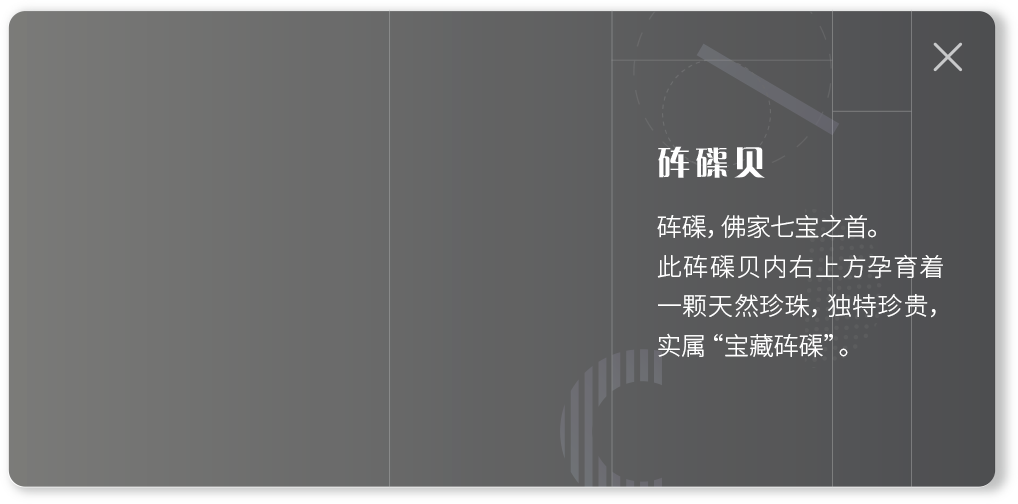 砗磲贝
砗磲，佛家七宝之首。
此砗磲贝内右上方孕育着
一颗天然珍珠，独特珍贵，
实属“宝藏砗磲”。